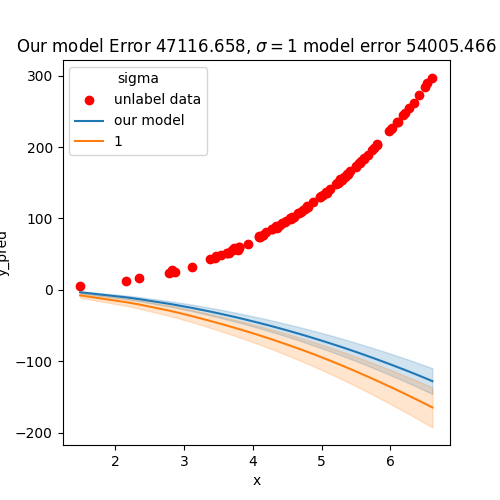 Our model Error 47116.658, σ = 1 model error 54005.466
sigma
unlabel data
our model
1
300
200
100
0
−100
−200
y_pred
2 3 4 5 6
x